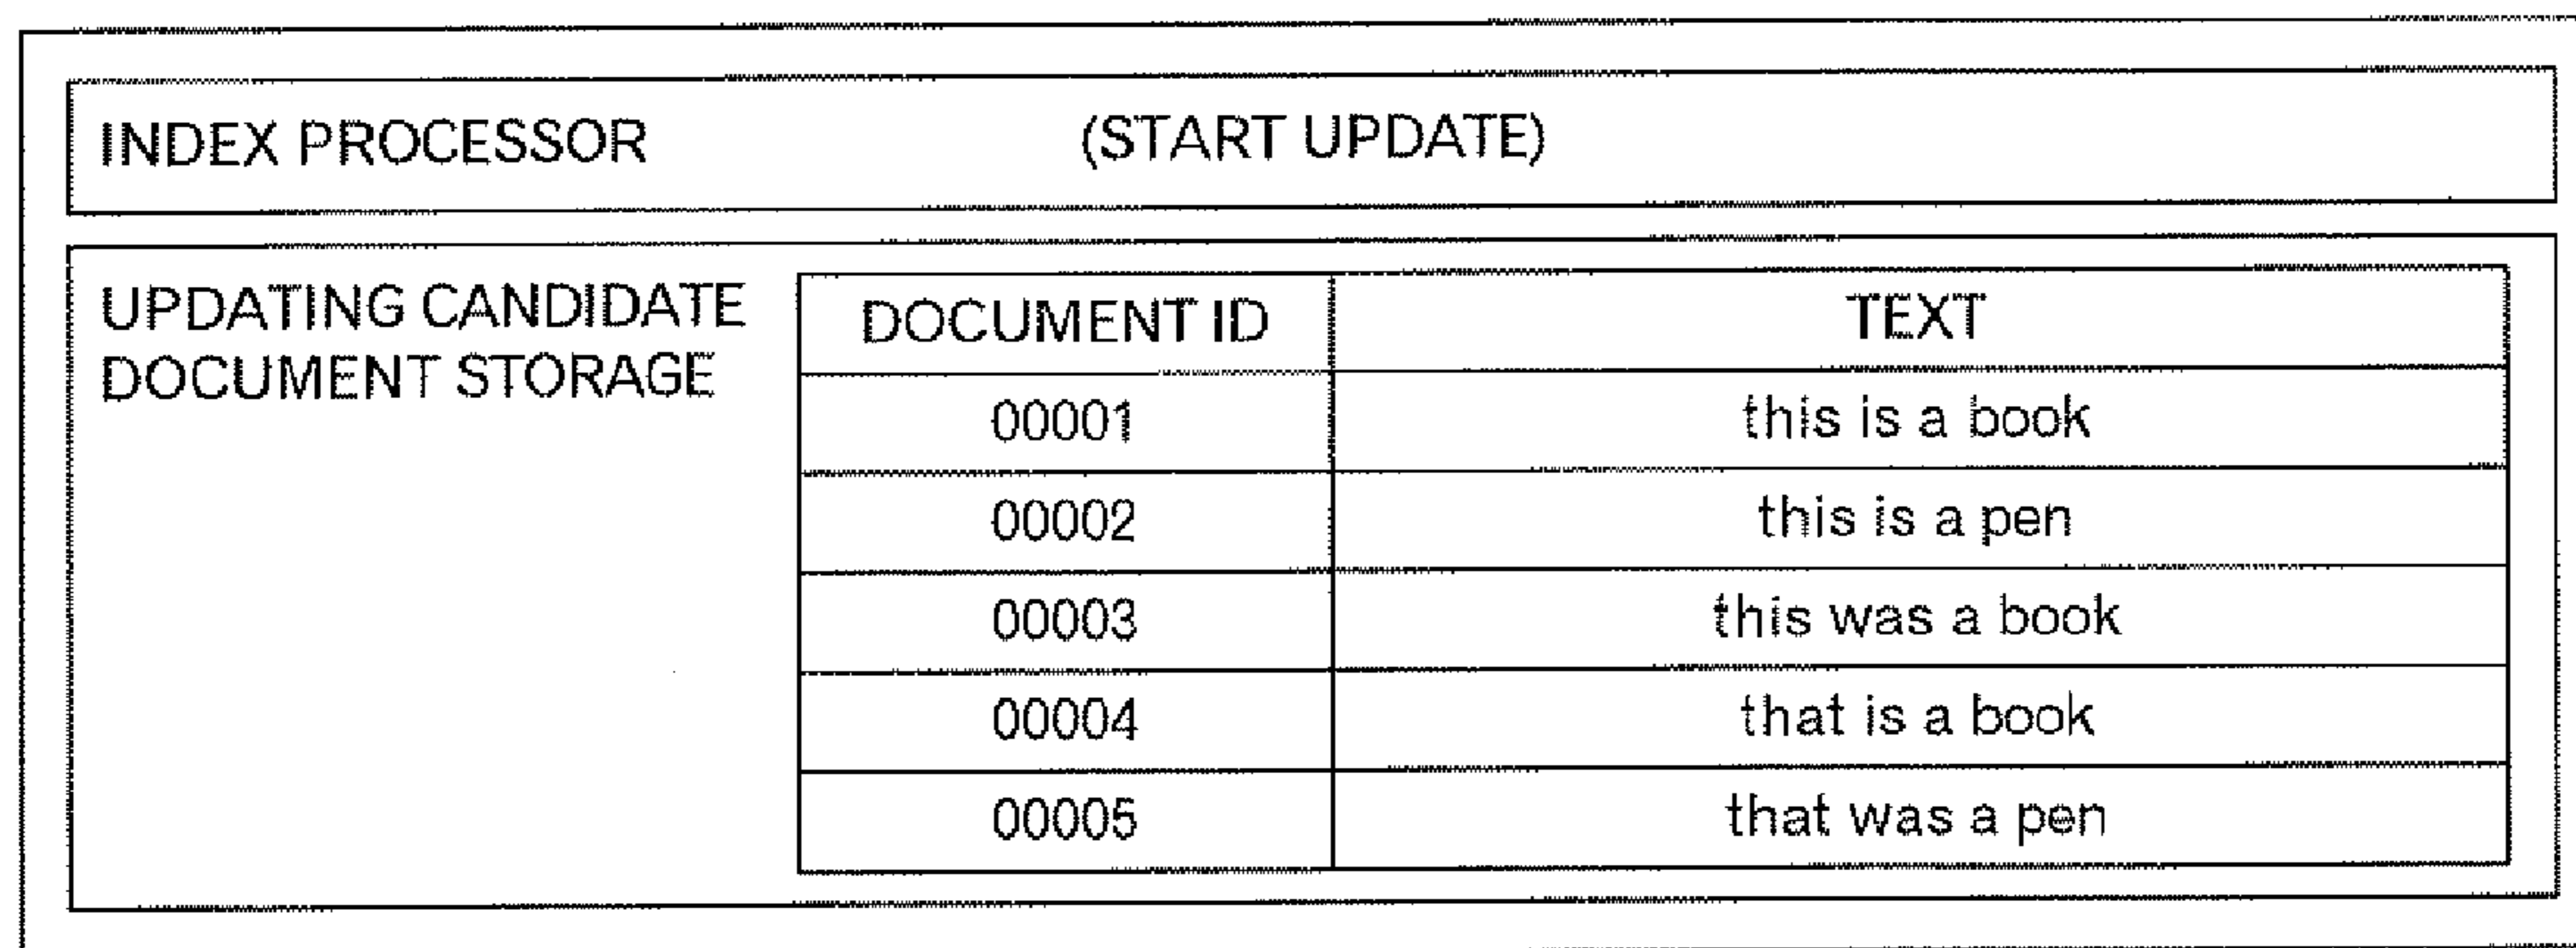 INDEX PROCESSOR (START UPDATE)
UPDATING CANDIDATE
DOCUMENT STORAGE
DOCUMENT ID TEXT
00001 this is a book
00002 this is a pen
00003 this was a book
00004 that is a book
00005 that was a pen